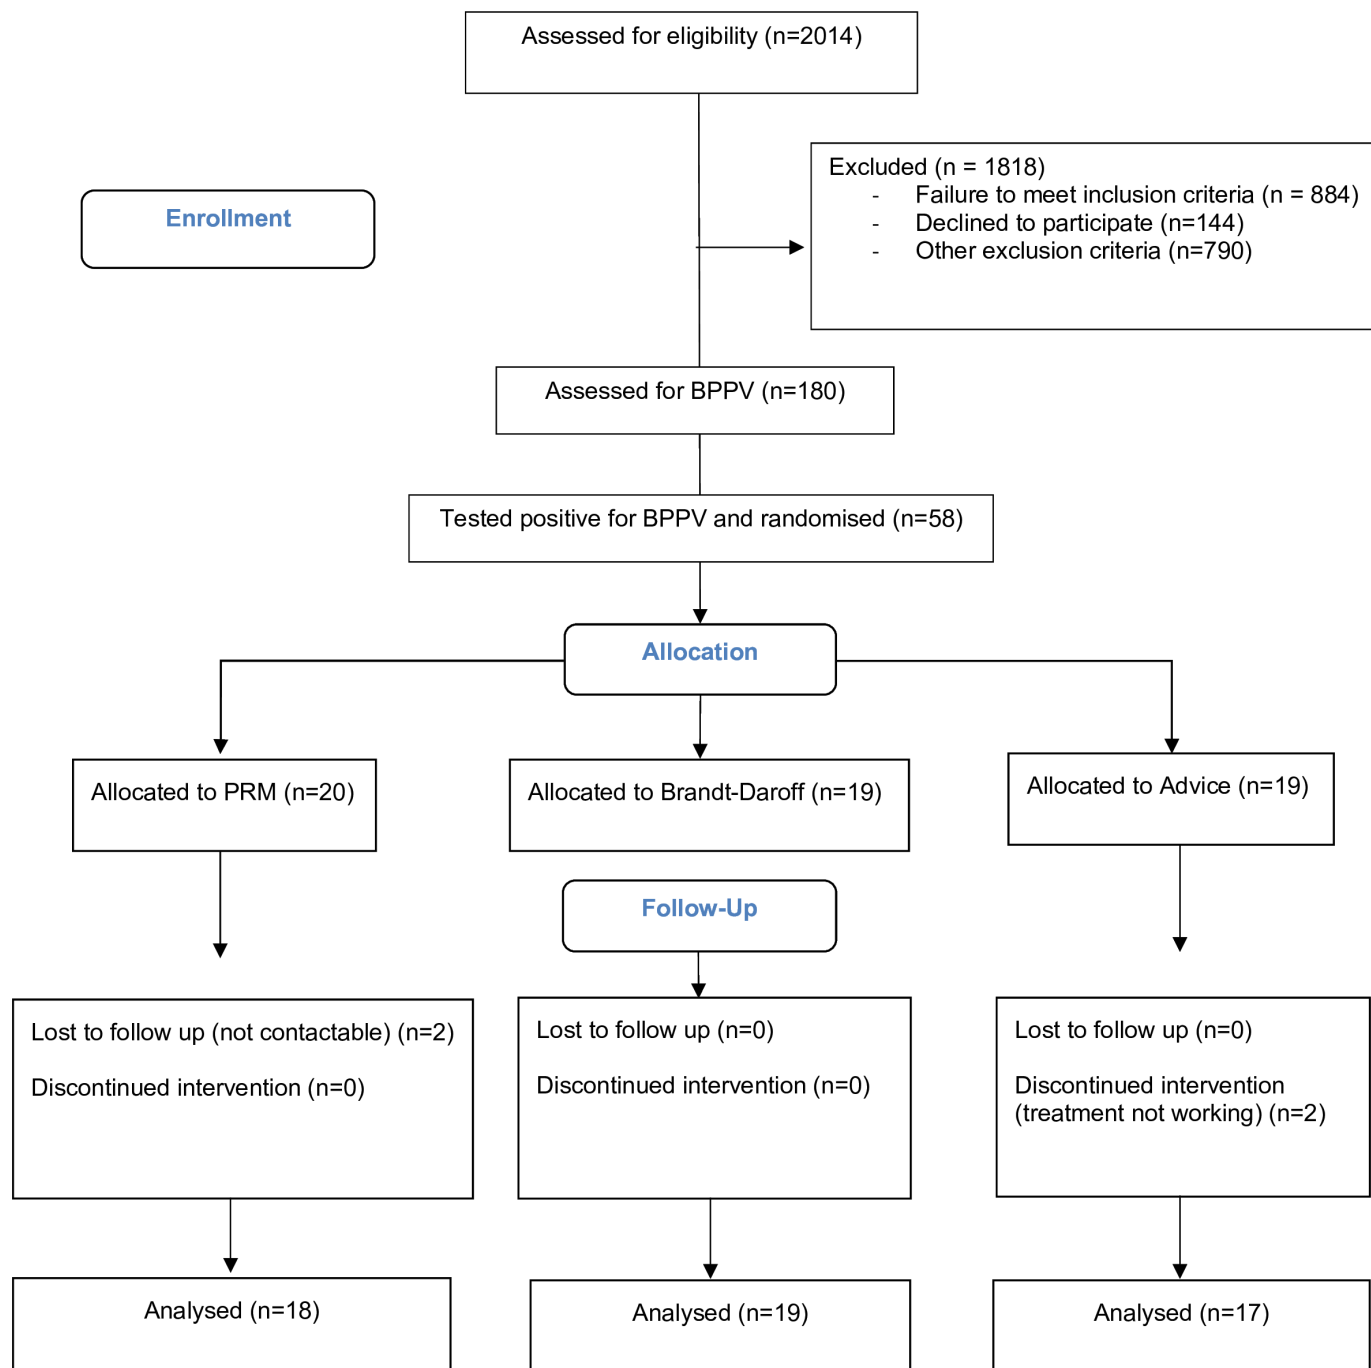 Assessed for eligibility (n=2014)
Excluded (n = 1818)
- Failure to meet inclusion criteria (n = 884)
- Declined to participate (n=144)
- Other exclusion criteria (n=790)
Enrollment
Assessed for BPPV (n=180)
Tested positive for BPPV and randomised (n=58)
Allocation
Allocated to PRM (n=20)
Allocated to Brandt-Daroff (n=19)
Allocated to Advice (n=19)
Follow-Up
Lost to follow up (not contactable) (n=2)
Discontinued intervention (n=0)
Lost to follow up (n=0)
Discontinued intervention (n=0)
Lost to follow up (n=0)
Discontinued intervention
(treatment not working) (n=2)
Analysed (n=18)
Analysed (n=19)
Analysed (n=17)